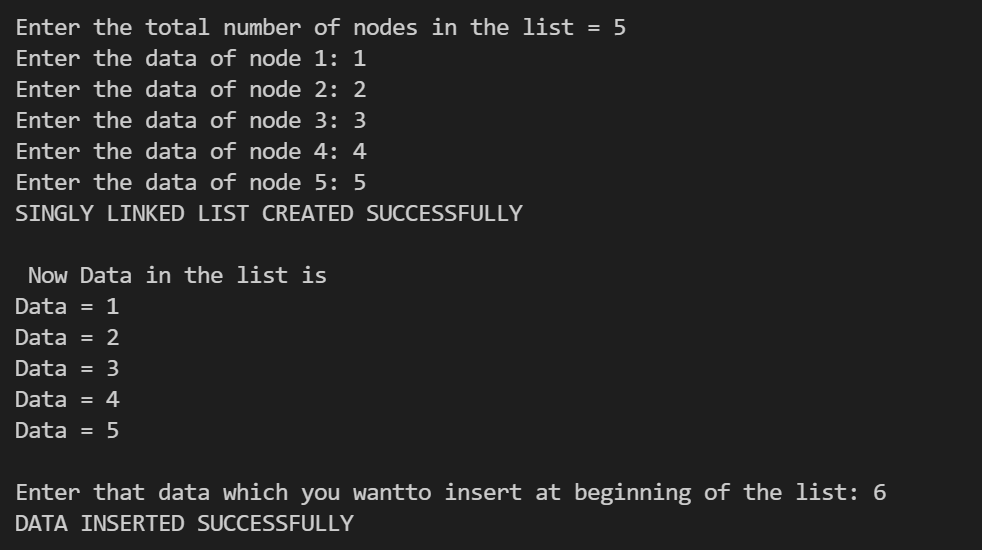 Enter the total number of nodes in the list = 5
Enter the data of node 1: 1
Enter the data of node 2: 2
Enter the data of node 3: 3
Enter the data of node 4: 4
Enter the data of node 5: 5
SINGLY LINKED LIST CREATED SUCCESSFULLY
Now Data in the list is
Data = 1
Data = 2
Data = 3
Data = 4
Data = 5
Enter that data which you wantto insert at beginning of the list: 6
DATA INSERTED SUCCESSFULLY